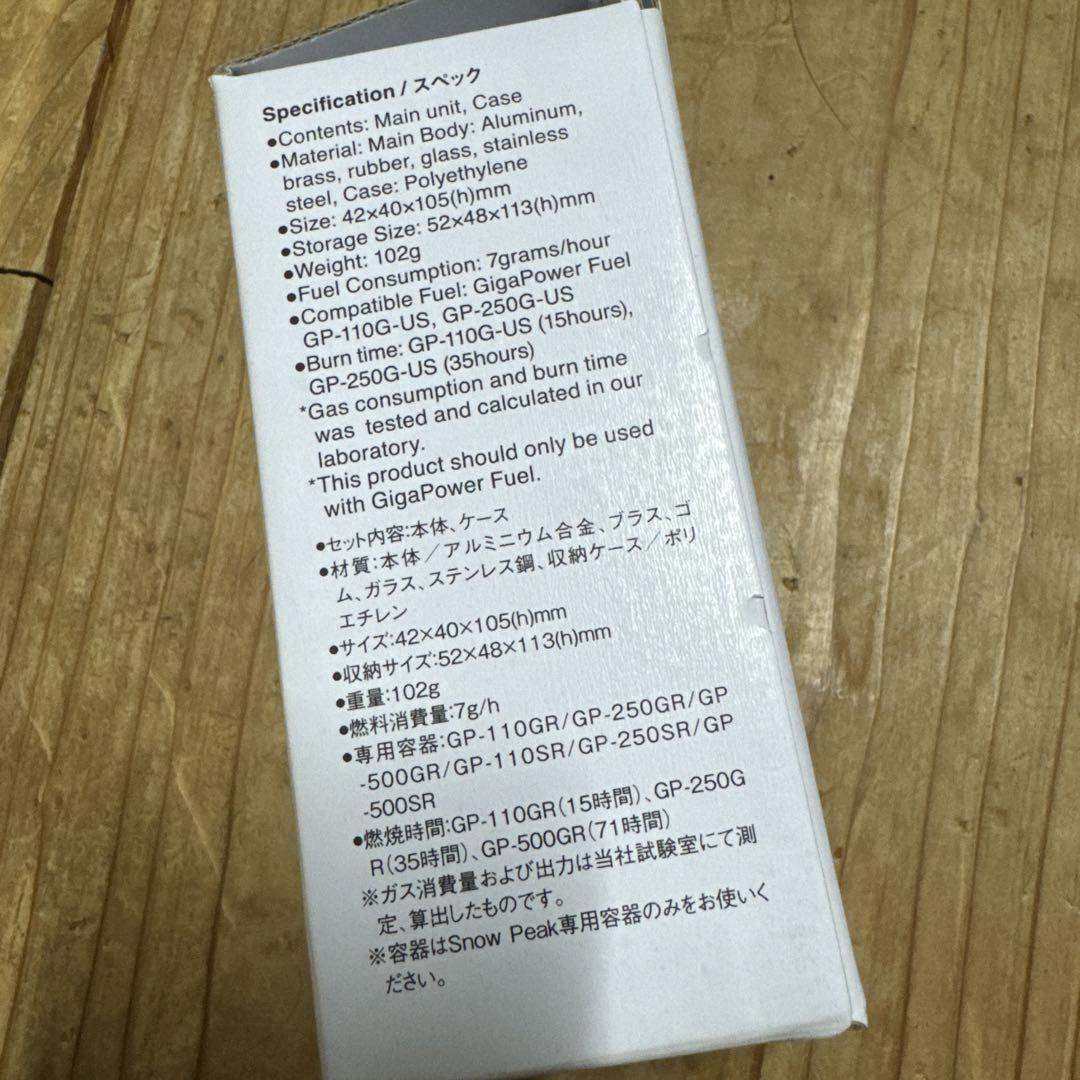 Specification / スペック
●Contents: Main unit, Case
●Material: Main Body: Aluminum,
brass, rubber, glass, stainless
steel, Case: Polyethylene
●Size: 42×40×105(h)mm
●Storage Size: 52×48×113(h)mm
●Weight: 102g
●Fuel Consumption: 7grams/hour
●Compatible Fuel: GigaPower Fuel
GP-110G-US, GP-250G-US
●Burn time: GP-110G-US (15hours),
GP-250G-US (35hours)
*Gas consumption and burn time
was tested and calculated in our
laboratory.
*This product should only be used
with GigaPower Fuel.
●セット内容:本体、ケース
●材質:本体／アルミニウム合金、ブラス、ゴ
ム、ガラス、ステンレス鋼、収納ケース／ポリ
エチレン
●サイズ:42×40×105(h)mm
●収納サイズ:52×48×113(h)mm
●重量:102g
●燃料消費量:7g/h
●専用容器:GP-110GR/GP-250GR/GP
-500GR/GP-110SR/GP-250SR/GP
-500SR
●燃焼時間:GP-110GR(15時間)、GP-250G
R(35時間)、GP-500GR(71時間)
※ガス消費量および出力は当社試験室にて測
定、算出したものです。
※容器はSnow Peak専用容器のみをお使いく
ださい。